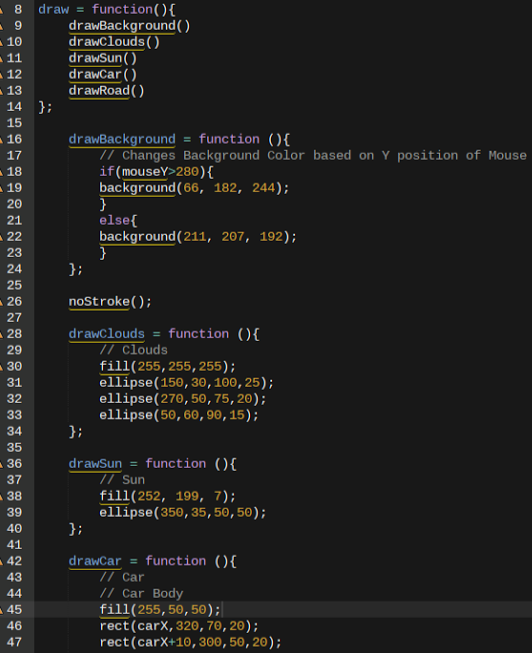 8 draw = function(){
9 drawBackground()
10 drawClouds()
11 drawSun()
12 drawCar()
13 drawRoad()
14 };
15
16 drawBackground = function (){
17 // Changes Background Color based on Y position of Mouse
18 if(mouseY>280){
19 background(66, 182, 244);
20 }
21 else{
22 background(211, 207, 192);
23 }
24 };
25
26 noStroke();
27
28 drawClouds = function (){
29 // Clouds
30 fill(255,255,255);
31 ellipse(150,30,100,25);
32 ellipse(270,50,75,20);
33 ellipse(50,60,90,15);
34 };
35
36 drawSun = function (){
37 // Sun
38 fill(252, 199, 7);
39 ellipse(350,35,50,50);
40 };
41
42 drawCar = function (){
43 // Car
44 // Car Body
45 fill(255,50,50);
46 rect(carX,320,70,20);
47 rect(carX+10,300,50,20);